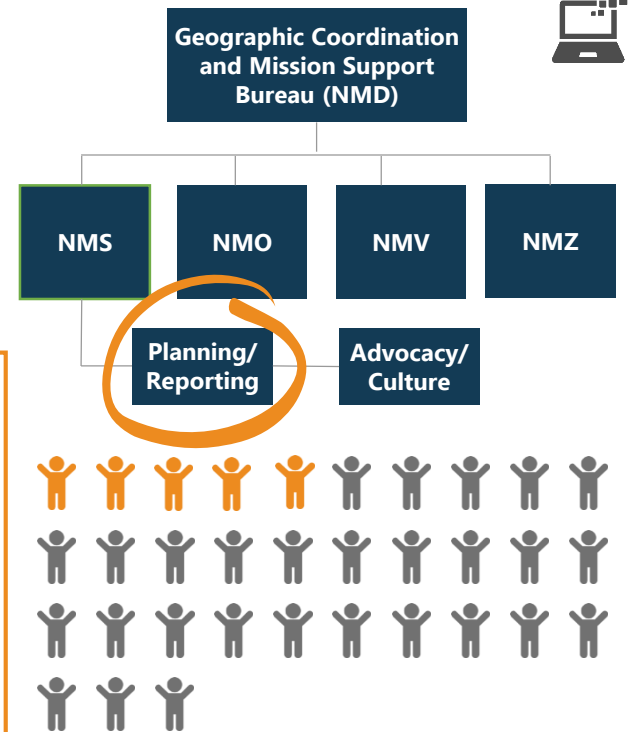 Geographic Coordination
and Mission Support
Bureau (NMD)
NMS
NMO
NMV
NMZ
Planning/
Reporting
Advocacy/
Culture